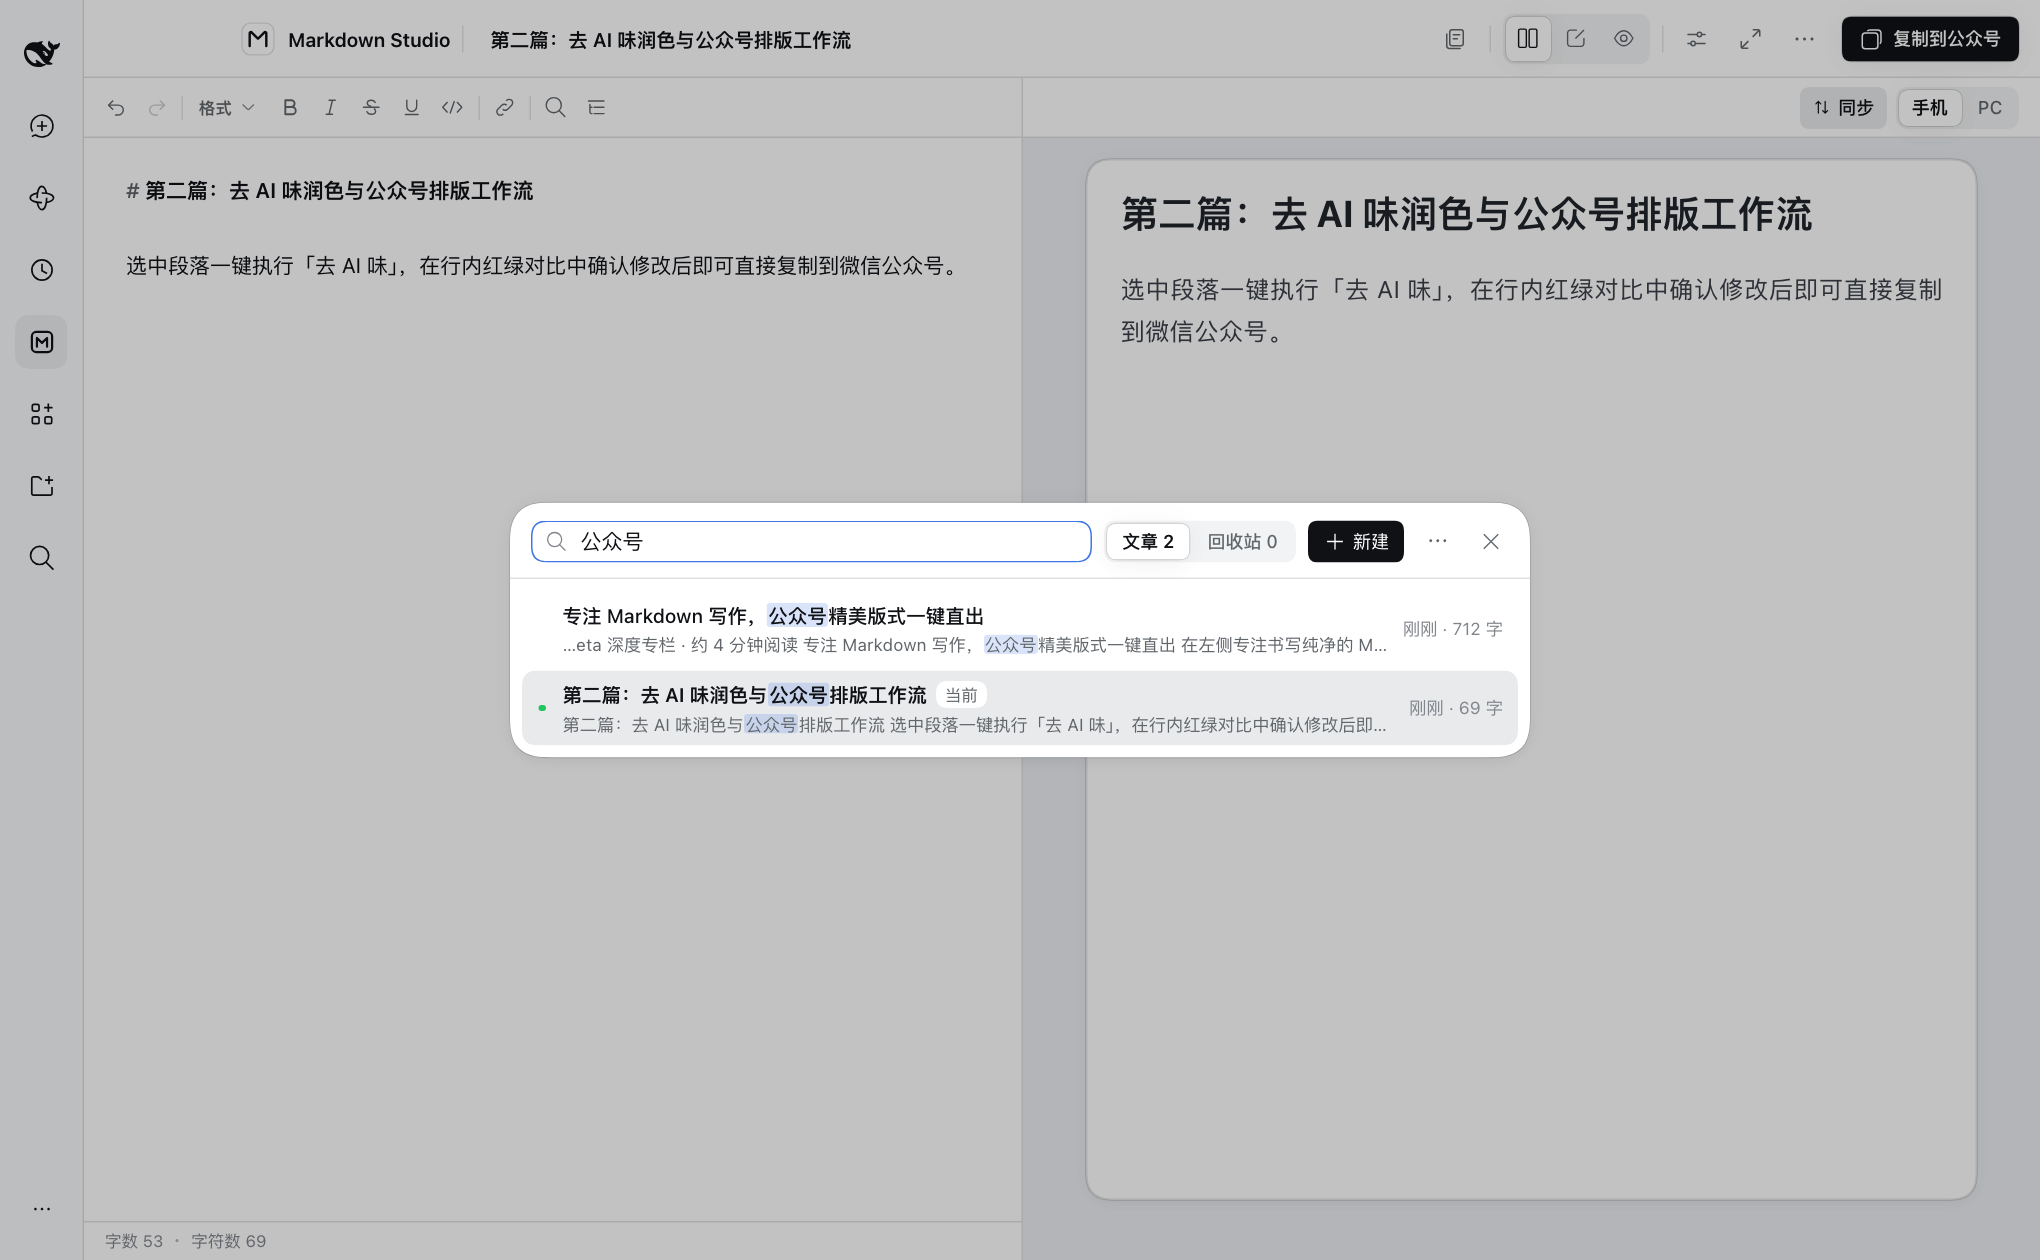 Markdown Studio
第二篇：去 AI 味润色与公众号排版工作流
复制到公众号
格式
同步
手机
PC
# 第二篇：去 AI 味润色与公众号排版工作流
选中段落一键执行「去 AI 味」，在行内红绿对比中确认修改后即可直接复制到微信公众号。
第二篇：去 AI 味润色与公众号排版工作流
选中段落一键执行「去 AI 味」，在行内红绿对比中确认修改后即可直接复制
到微信公众号。
公众号
文章 2
回收站 0
新建
专注 Markdown 写作，公众号精美版式一键直出
...eta 深度专栏 · 约 4 分钟阅读 专注 Markdown 写作，公众号精美版式一键直出 在左侧专注书写纯净的 M...
刚刚 · 712 字
第二篇：去 AI 味润色与公众号排版工作流 当前
第二篇：去 AI 味润色与公众号排版工作流 选中段落一键执行「去 AI 味」，在行内红绿对比中确认修改后即...
刚刚 · 69 字
字数 53 · 字符数 69